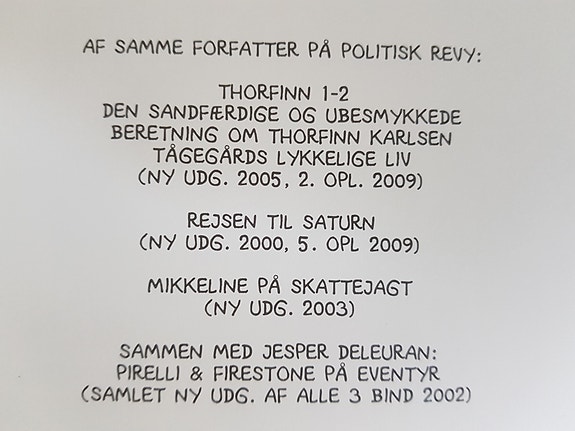 AF SAMME FORFATTER PÅ POLITISK REVY:
THORFINN 1-2
DEN SANDFÆRDIGE OG UBESMYKKEDE
BERETNING OM THORFINN KARLSEN
TÅGEGÅRDS LYKKELIGE LIV
(NY UDG. 2005, 2. OPL. 2009)
REJSEN TIL SATURN
(NY UDG. 2000, 5. OPL 2009)
MIKKELINE PÅ SKATTEJAGT
(NY UDG. 2003)
SAMMEN MED JESPER DELEURAN:
PIRELLI & FIRESTONE PÅ EVENTYR
(SAMLET NY UDG. AF ALLE 3 BIND 2002)